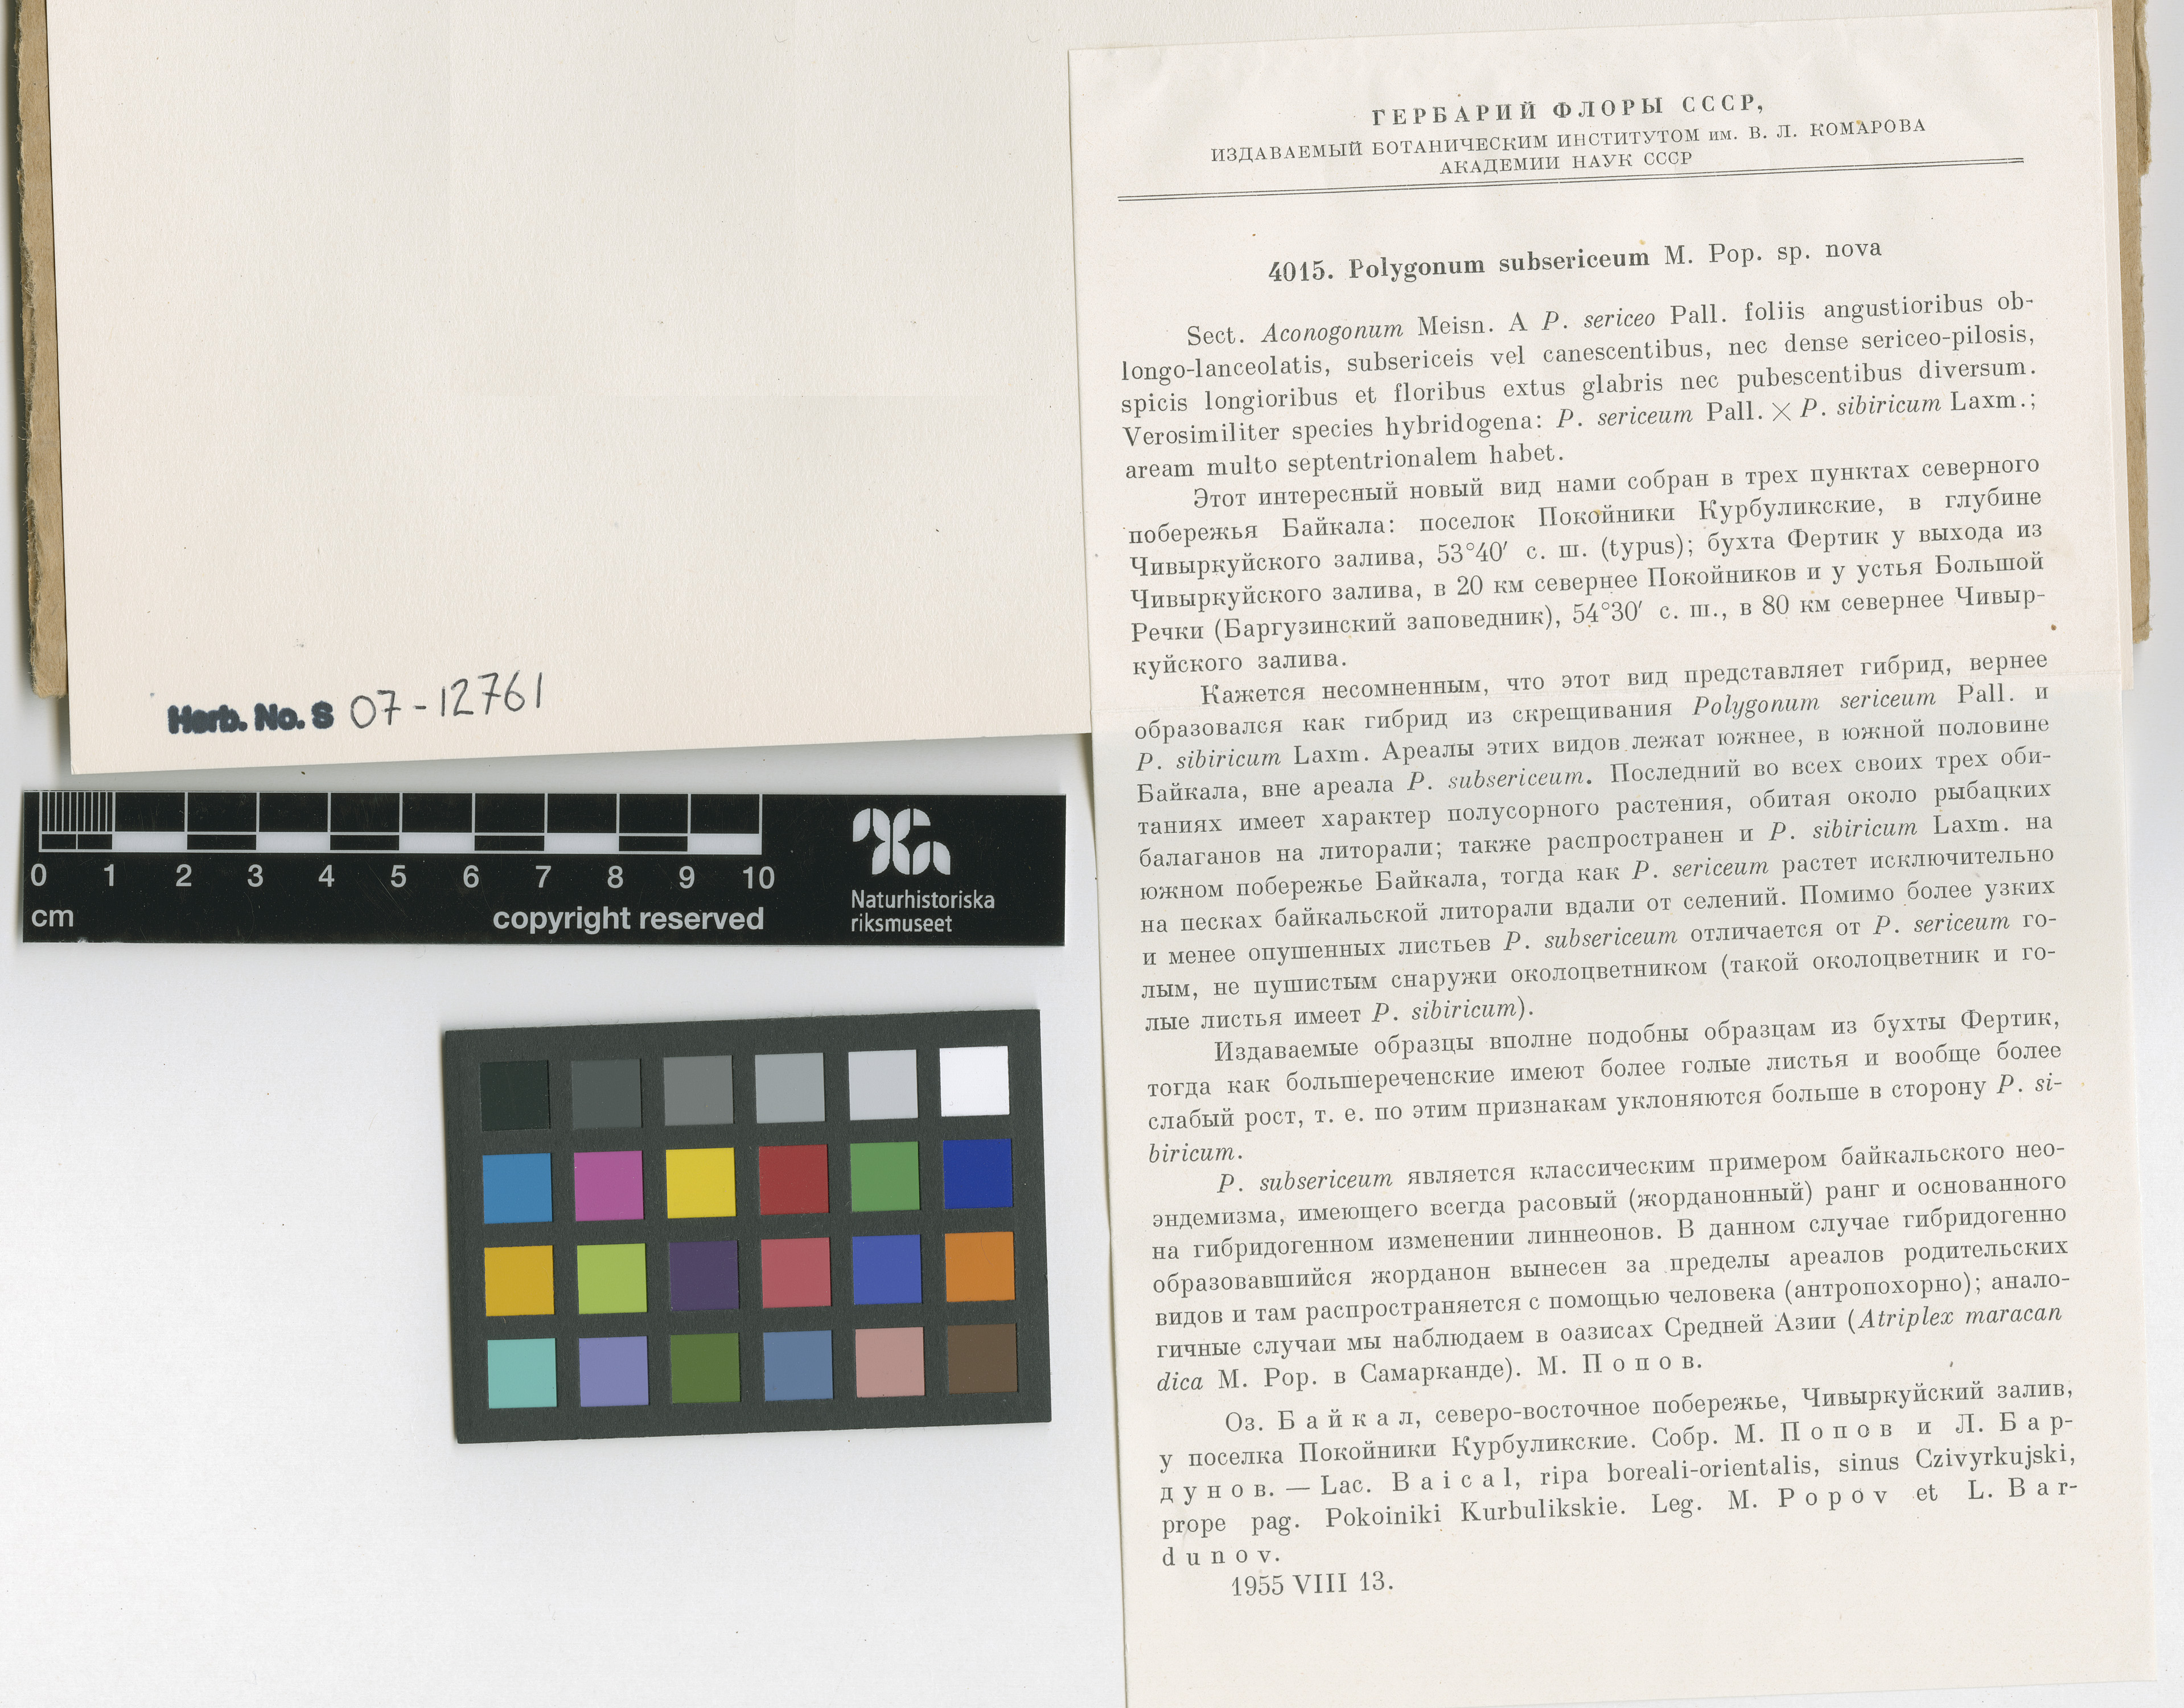 ГЕРБАРИЙ ФЛОРЫ СССР,
ИЗДАВАЕМЫЙ БОТАНИЧЕСКИМ ИНСТИТУТОМ им. В. Л. КОМАРОВА
АКАДЕМИИ НАУК СССР
4015. Polygonum subsericeum M. Pop. sp. nova
Sect. Aconogonum Meisn. A P. sericeo Pall. foliis angustioribus ob-
longo-lanceolatis, subsericeis vel canescentibus, nec dense sericeo-pilosis,
spicis longioribus et floribus extus glabris nec pubescentibus diversum.
Verosimiliter species hybridogena: P. sericeum Pall. × P. sibiricum Laxm.;
aream multo septentrionalem habet.
Этот интересный новый вид нами собран в трех пунктах северного
побережья Байкала: поселок Покойники Курбуликские, в глубине
Чивыркуйского залива, 53°40′ с. ш. (typus); бухта Фертик у выхода из
Чивыркуйского залива, в 20 км севернее Покойников и у устья Большой
Речки (Баргузинский заповедник), 54°30′ с. ш., в 80 км севернее Чивыр-
куйского залива.
Кажется несомненным, что этот вид представляет гибрид, вернее
образовался как гибрид из скрещивания Polygonum sericeum Pall. и
P. sibiricum Laxm. Ареалы этих видов лежат южнее, в южной половине
Байкала, вне ареала P. subsericeum. Последний во всех своих трех оби-
таниях имеет характер полусорного растения, обитая около рыбацких
балаганов на литорали; также распространен и P. sibiricum Laxm. на
южном побережье Байкала, тогда как P. sericeum растет исключительно
на песках байкальской литорали вдали от селений. Помимо более узких
и менее опушенных листьев P. subsericeum отличается от P. sericeum го-
лым, не пушистым снаружи околоцветником (такой околоцветник и го-
лые листья имеет P. sibiricum).
Издаваемые образцы вполне подобны образцам из бухты Фертик,
тогда как большереченские имеют более голые листья и вообще более
слабый рост, т. е. по этим признакам уклоняются больше в сторону P. si-
biricum.
P. subsericeum является классическим примером байкальского нео-
эндемизма, имеющего всегда расовый (жорданонный) ранг и основанного
на гибридогенном изменении линнеонов. В данном случае гибридогенно
образовавшийся жорданон вынесен за пределы ареалов родительских
видов и там распространяется с помощью человека (антропохорно); анало-
гичные случаи мы наблюдаем в оазисах Средней Азии (Atriplex maracan
dica M. Pop. в Самарканде). М. Попов.
Оз. Байкал, северо-восточное побережье, Чивыркуйский залив,
у поселка Покойники Курбуликские. Собр. М. Попов и Л. Бар-
дунов. — Lac. Baical, ripa boreali-orientalis, sinus Czivyrkujski,
prope pag. Pokoiniki Kurbulikskie. Leg. M. Popov et L. Bar-
dunov.
1955 VIII 13.
Herb. No. S 07-12761
0 1 2 3 4 5 6 7 8 9 10
cm
copyright reserved
Naturhistoriska
riksmuseet